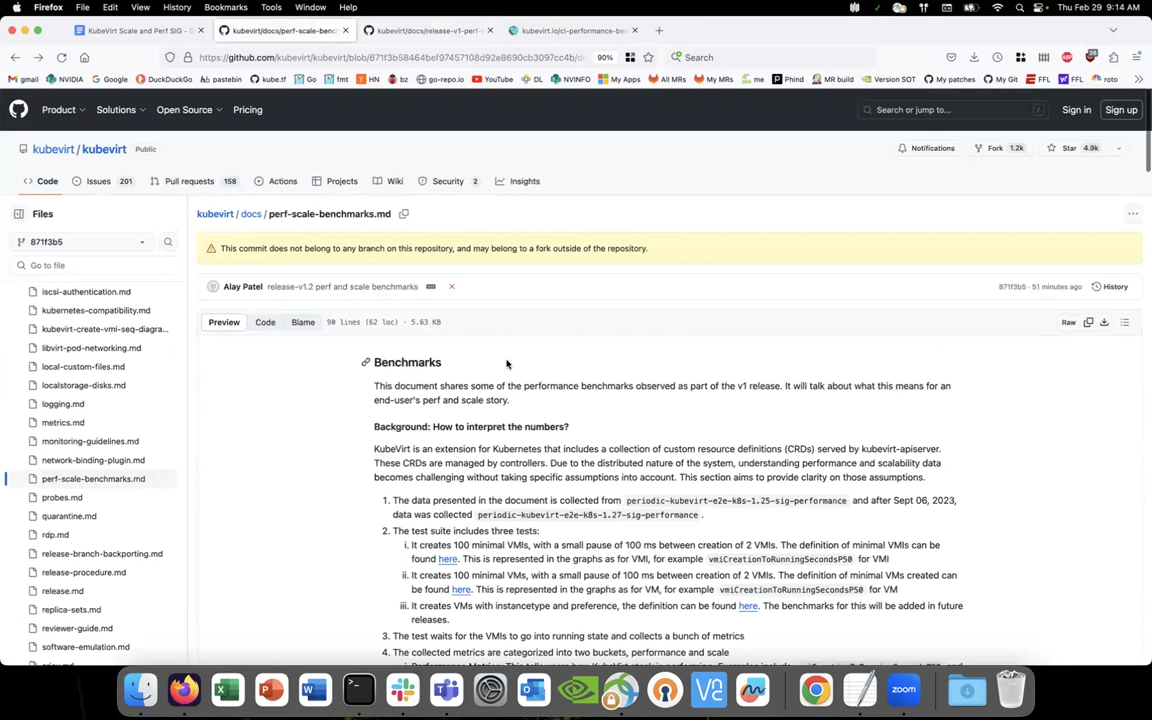 Firefox File Edit View History Bookmarks Tools Window Help Thu Feb 29 9:14 AM
KubeVirt Scale and Perf SIG - G × kubevirt/docs/perf-scale-benc × kubevirt/docs/release-v1-perf- × kubevirt.io/ci-performance-be × +
https://github.com/kubevirt/kubevirt/blob/871f3b58464bef97457108d92e8690cb3097cc4b/d 90% Search
gmail NVIDIA Google DuckDuckGo pastebin kube.tf Go fmt HN bz go-repo.io YouTube DL NVINFO My Apps All MRs My MRs me Phind MR build Version SOT My patches My Git FFL FFL roto
Product Solutions Open Source Pricing Search or jump to... / Sign in Sign up
kubevirt / kubevirt Public Notifications Fork 1.2k Star 4.9k
Code Issues 201 Pull requests 158 Actions Projects Wiki Security 2 Insights
Files
871f3b5
Go to file
iscsi-authentication.md
kubernetes-compatibility.md
kubevirt-create-vmi-seq-diagra...
libvirt-pod-networking.md
local-custom-files.md
localstorage-disks.md
logging.md
metrics.md
monitoring-guidelines.md
network-binding-plugin.md
perf-scale-benchmarks.md
probes.md
quarantine.md
rdp.md
release-branch-backporting.md
release-procedure.md
release.md
replica-sets.md
reviewer-guide.md
software-emulation.md
kubevirt / docs / perf-scale-benchmarks.md
This commit does not belong to any branch on this repository, and may belong to a fork outside of the repository.
Alay Patel release-v1.2 perf and scale benchmarks 871f3b5 · 51 minutes ago History
Preview Code Blame 90 lines (62 loc) · 5.63 KB Raw
Benchmarks
This document shares some of the performance benchmarks observed as part of the v1 release. It will talk about what this means for an
end-user's perf and scale story.
Background: How to interpret the numbers?
KubeVirt is an extension for Kubernetes that includes a collection of custom resource definitions (CRDs) served by kubevirt-apiserver.
These CRDs are managed by controllers. Due to the distributed nature of the system, understanding performance and scalability data
becomes challenging without taking specific assumptions into account. This section aims to provide clarity on those assumptions.
1. The data presented in the document is collected from periodic-kubevirt-e2e-k8s-1.25-sig-performance and after Sept 06, 2023,
data was collected periodic-kubevirt-e2e-k8s-1.27-sig-performance .
2. The test suite includes three tests:
i. It creates 100 minimal VMIs, with a small pause of 100 ms between creation of 2 VMIs. The definition of minimal VMIs can be
found here. This is represented in the graphs as for VMI, for example vmiCreationToRunningSecondsP50 for VMI
ii. It creates 100 minimal VMs, with a small pause of 100 ms between creation of 2 VMIs. The definition of minimal VMs created can
be found here. This is represented in the graphs as for VM, for example vmiCreationToRunningSecondsP50 for VM
iii. It creates VMs with instancetype and preference, the definition can be found here. The benchmarks for this will be added in future
releases.
3. The test waits for the VMIs to go into running state and collects a bunch of metrics
4. The collected metrics are categorized into two buckets, performance and scale